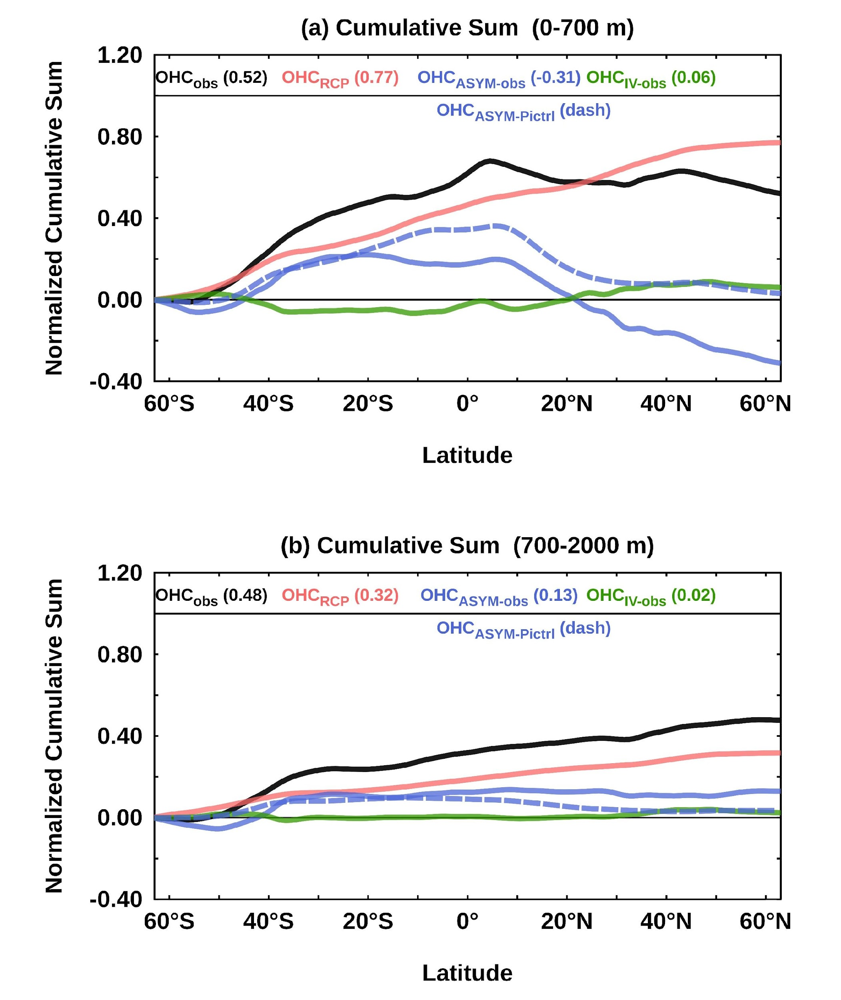 (a) Cumulative Sum (0-700 m)
Normalized Cumulative Sum
1.20
0.80
0.40
0.00
-0.40
OHCobs (0.52) OHCRCP (0.77) OHCASYM-obs (-0.31) OHCIV-obs (0.06)
OHCASYM-Pictrl (dash)
60°S 40°S 20°S 0° 20°N 40°N 60°N
Latitude
(b) Cumulative Sum (700-2000 m)
Normalized Cumulative Sum
1.20
0.80
0.40
0.00
-0.40
OHCobs (0.48) OHCRCP (0.32) OHCASYM-obs (0.13) OHCIV-obs (0.02)
OHCASYM-Pictrl (dash)
60°S 40°S 20°S 0° 20°N 40°N 60°N
Latitude